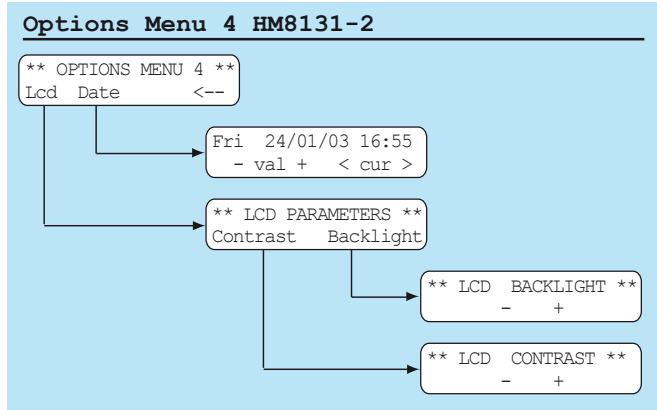 Options Menu 4 HM8131-2
** OPTIONS MENU 4 **
Lcd Date <--
Fri 24/01/03 16:55
- val + < cur >
** LCD PARAMETERS **
Contrast Backlight
** LCD BACKLIGHT **
- +
** LCD CONTRAST **
- +